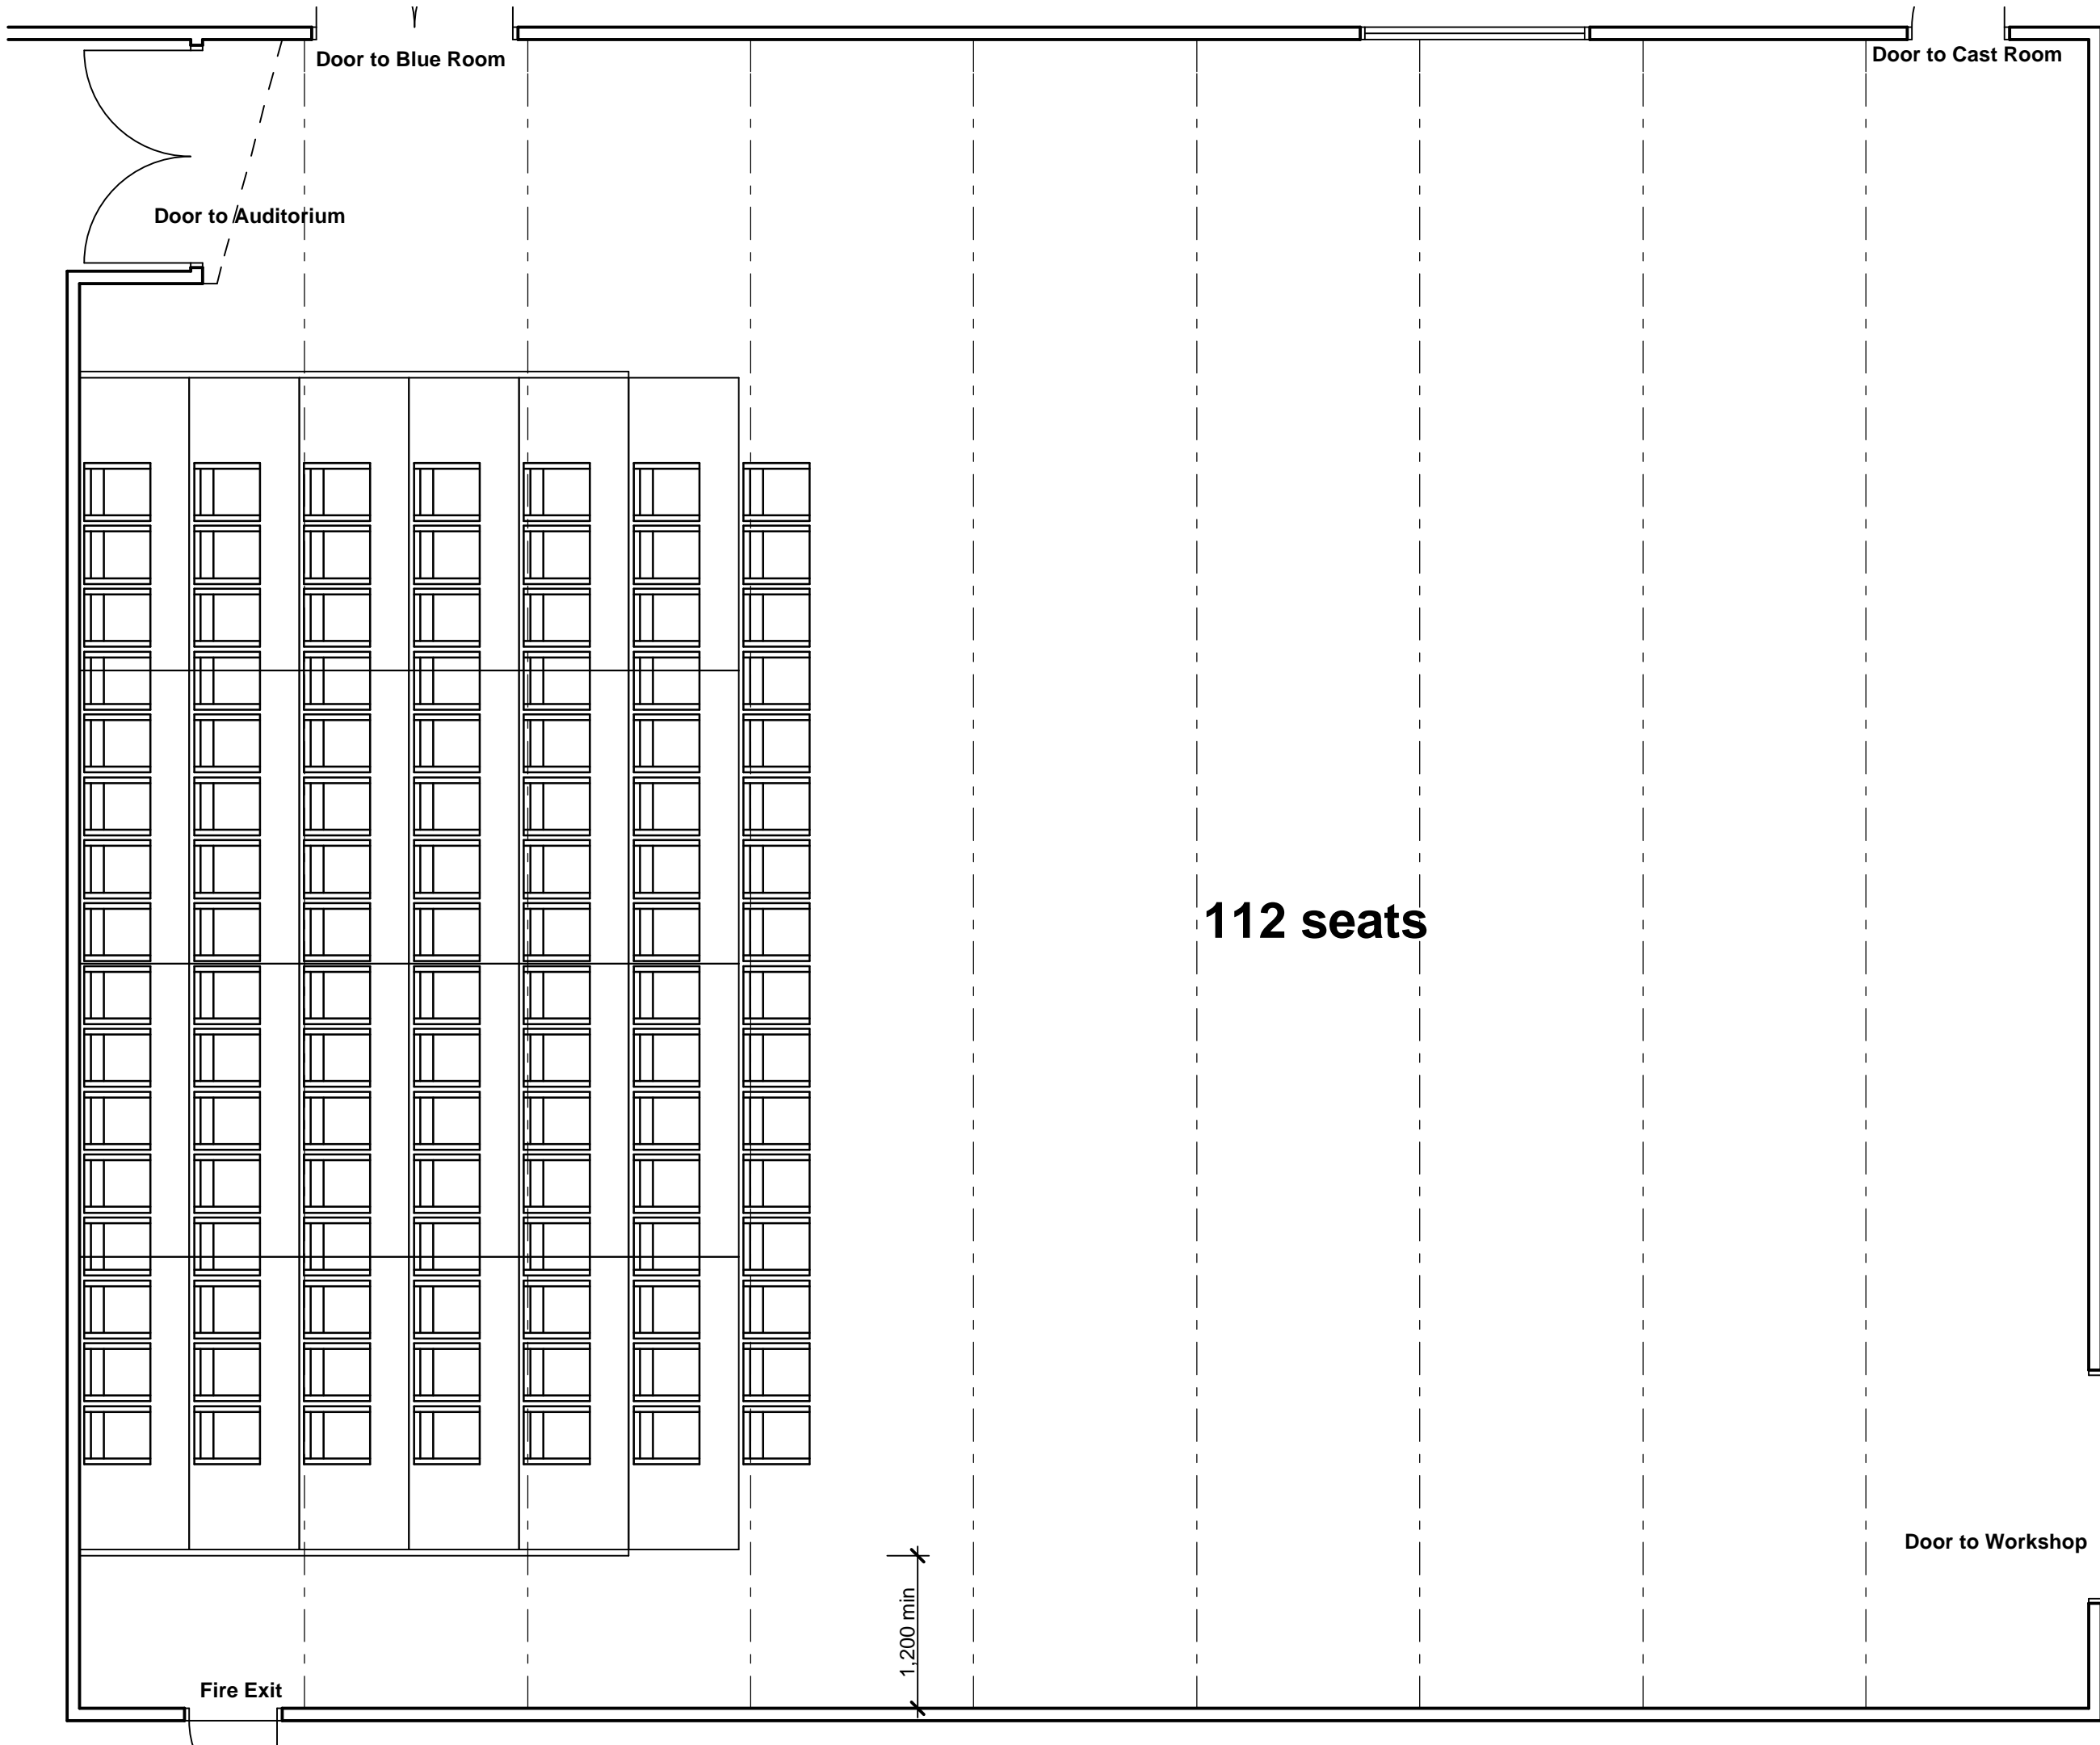 Door to Blue Room
Door to Cast Room
Door to Auditorium
112 seats
Door to Workshop
1,200 min
Fire Exit